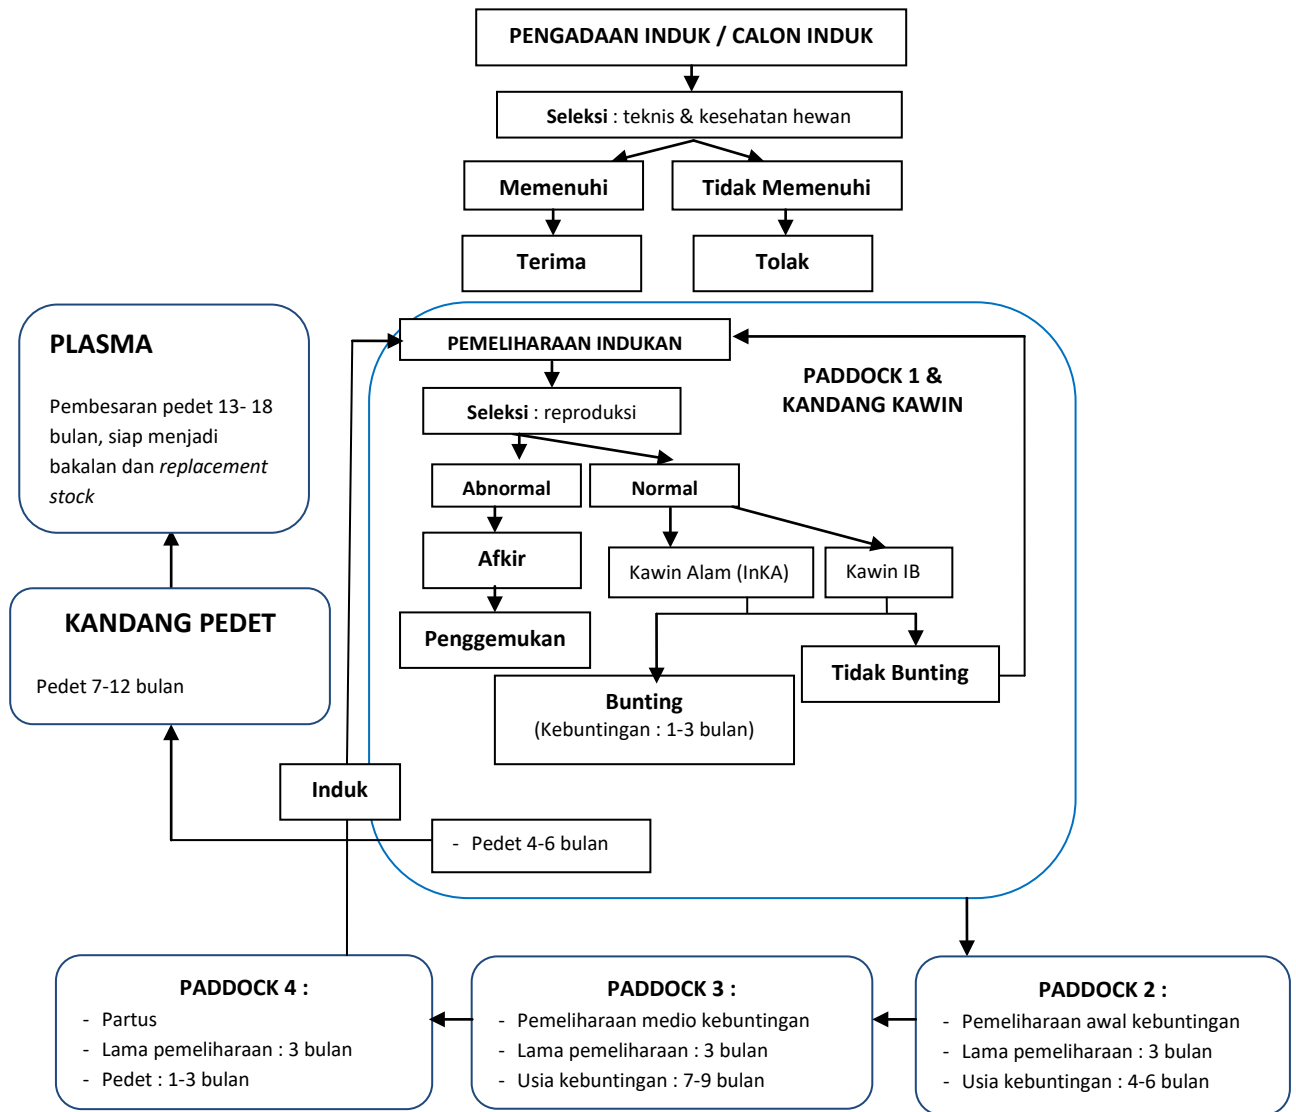 PENGADAAN INDUK / CALON INDUK
Seleksi : teknis & kesehatan hewan
Memenuhi
Tidak Memenuhi
Terima
Tolak
PLASMA
Pembesaran pedet 13- 18
bulan, siap menjadi
bakalan dan replacement
stock
PEMELIHARAAN INDUKAN
PADDOCK 1 &
KANDANG KAWIN
Seleksi : reproduksi
Abnormal
Normal
Afkir
Kawin Alam (InKA)
Kawin IB
Penggemukan
Tidak Bunting
Bunting
(Kebuntingan : 1-3 bulan)
KANDANG PEDET
Pedet 7-12 bulan
Induk
- Pedet 4-6 bulan
PADDOCK 4 :
- Partus
- Lama pemeliharaan : 3 bulan
- Pedet : 1-3 bulan
PADDOCK 3 :
- Pemeliharaan medio kebuntingan
- Lama pemeliharaan : 3 bulan
- Usia kebuntingan : 7-9 bulan
PADDOCK 2 :
- Pemeliharaan awal kebuntingan
- Lama pemeliharaan : 3 bulan
- Usia kebuntingan : 4-6 bulan